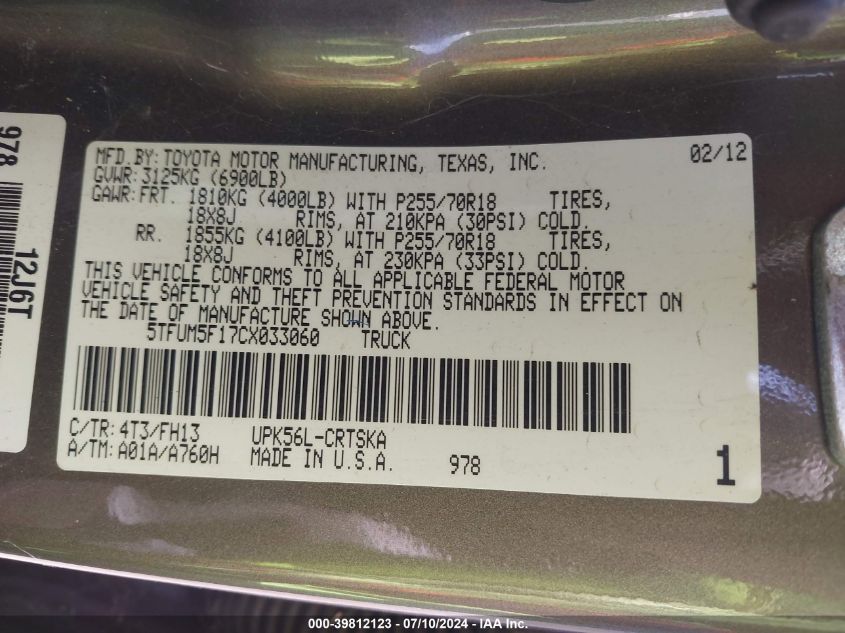 978
12J6T
MFD.BY: TOYOTA MOTOR MANUFACTURING, TEXAS, INC. 02/12
GVWR: 3125KG (6900LB)
GAWR: FRT. 1810KG (4000LB) WITH P255/70R18 TIRES,
18X8J RIMS, AT 210KPA (30PSI) COLD.
RR. 1855KG (4100LB) WITH P255/70R18 TIRES,
18X8J RIMS, AT 230KPA (33PSI) COLD.
THIS VEHICLE CONFORMS TO ALL APPLICABLE FEDERAL MOTOR
VEHICLE SAFETY AND THEFT PREVENTION STANDARDS IN EFFECT ON
THE DATE OF MANUFACTURE SHOWN ABOVE.
5TFUM5F17CX033060 TRUCK
C/TR: 4T3/FH13 UPK56L-CRTSKA
A/TM: A01A/A760H MADE IN U.S.A. 978 1
000-39812123 - 07/10/2024 - IAA Inc.